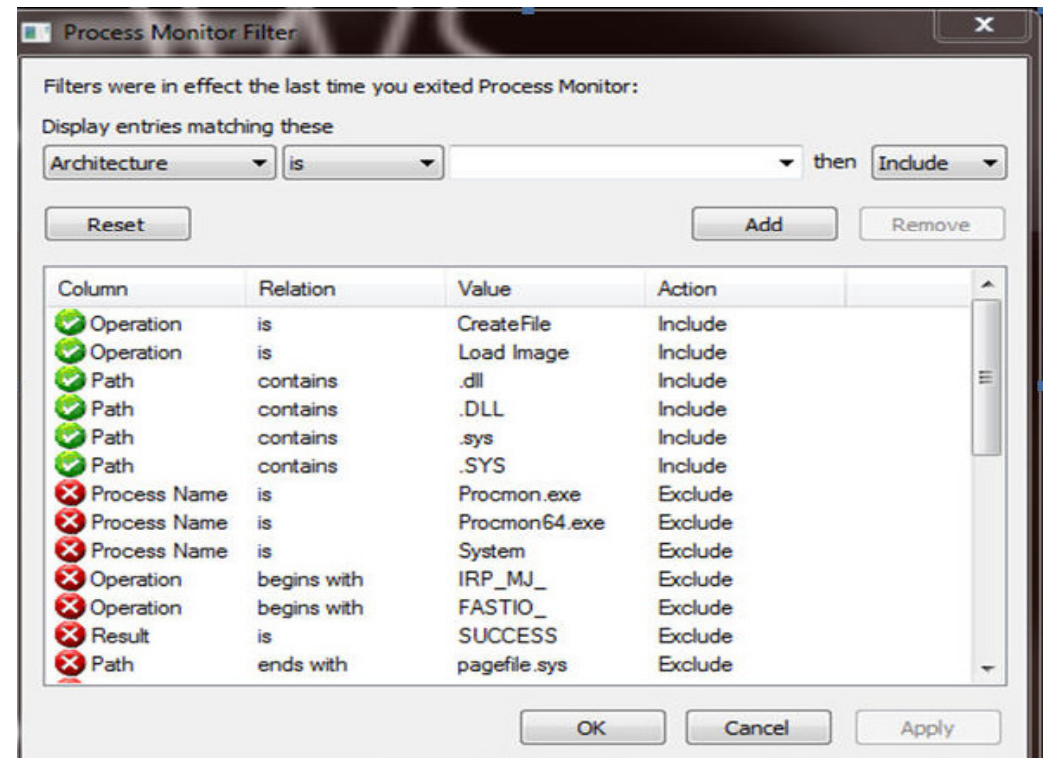 Process Monitor Filter
Filters were in effect the last time you exited Process Monitor:
Display entries matching these
Architecture is then Include
Reset Add Remove
Column Relation Value Action
Operation is CreateFile Include
Operation is Load Image Include
Path contains .dll Include
Path contains .DLL Include
Path contains .sys Include
Path contains .SYS Include
Process Name is Procmon.exe Exclude
Process Name is Procmon64.exe Exclude
Process Name is System Exclude
Operation begins with IRP_MJ_ Exclude
Operation begins with FASTIO_ Exclude
Result is SUCCESS Exclude
Path ends with pagefile.sys Exclude
OK Cancel Apply